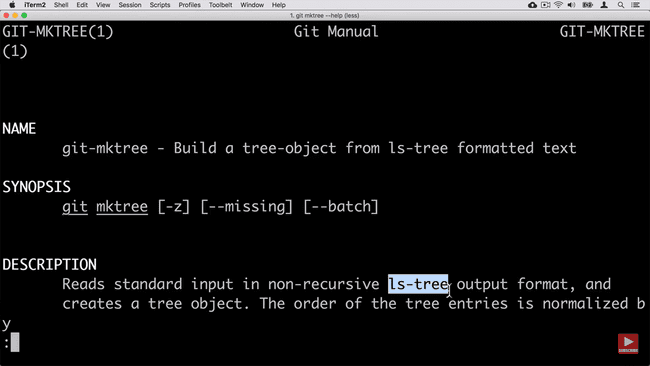 iTerm2 Shell Edit View Session Scripts Profiles Toolbelt Window Help
1. git mktree --help (less)
GIT-MKTREE(1) Git Manual GIT-MKTREE
(1)
NAME
git-mktree - Build a tree-object from ls-tree formatted text
SYNOPSIS
git mktree [-z] [--missing] [--batch]
DESCRIPTION
Reads standard input in non-recursive ls-tree output format, and
creates a tree object. The order of the tree entries is normalized b
y
:
SUBSCRIBE